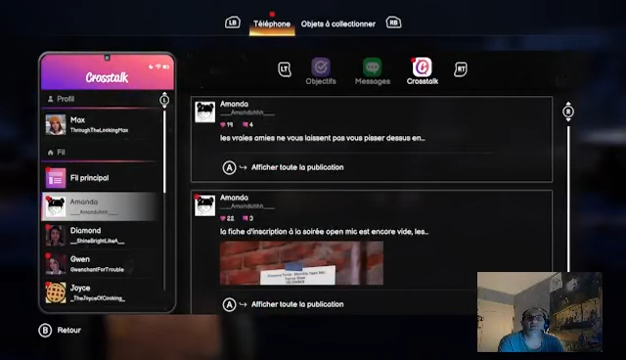 LB
Téléphone
Objets à collectionner
RB
Crosstalk
Profil
L
Max
ThroughTheLookingMax
Fil
Fil principal
Amanda
Diamond
__ShineBrightLikeA__
Gwen
GwenchantForTrouble
Joyce
_TheJoyceOfCooking_
B Retour
LT
Objectifs
Messages
Crosstalk
RT
R
Amanda
19 4
les vraies amies ne vous laissent pas vous pisser dessus en…
A Afficher toute la publication
Amanda
22 3
la fiche d'inscription à la soirée open mic est encore vide, les…
A Afficher toute la publication